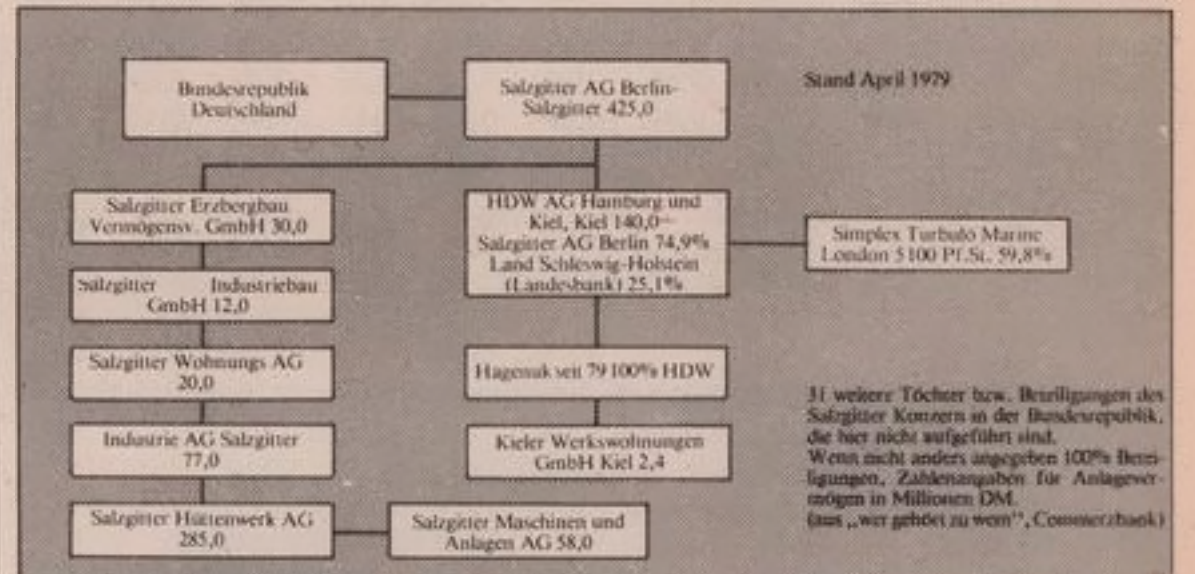 Bundesrepublik
Deutschland
Salzgitter AG Berlin-
Salzgitter 425,0
Stand April 1979
Salzgitter Erzbergbau
Vermögensv. GmbH 30,0
HDW AG Hamburg und
Kiel, Kiel 140,0
Salzgitter AG Berlin 74,9%
Land Schleswig-Holstein
(Landesbank) 25,1%
Simplex Turbulo Marine
London 5100 Pf.St. 59,8%
Salzgitter Industriebau
GmbH 12,0
Salzgitter Wohnungs AG
20,0
Hagenuk seit 79 100% HDW
Industrie AG Salzgitter
77,0
Kieler Werkswohnungen
GmbH Kiel 2,4
Salzgitter Hüttenwerk AG
285,0
Salzgitter Maschinen und
Anlagen AG 58,0
31 weitere Töchter bzw. Beteiligungen des
Salzgitter Konzern in der Bundesrepublik,
die hier nicht aufgeführt sind.
Wenn nicht anders angegeben 100% Betei-
ligungen, Zahlenangaben für Anlagever-
mögen in Millionen DM.
(aus „wer gehört zu wem“, Commerzbank)